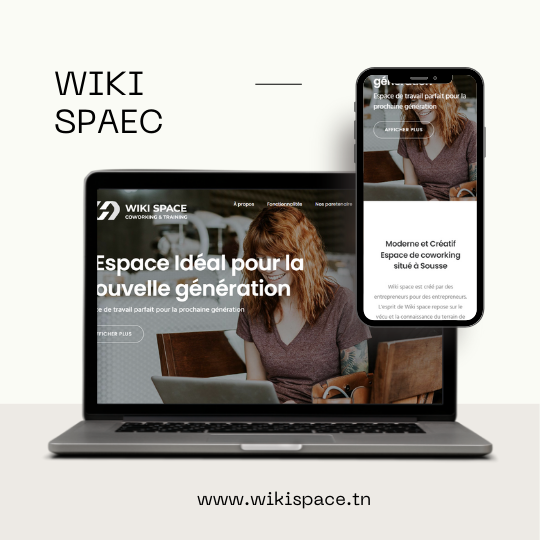 WIKI
SPAEC
WIKI SPACE
COWORKING & TRAINING
À propos Fonctionnalités Nos partenaires
Espace Idéal pour la
ouvelle génération
de travail parfait pour la prochaine génération
AFFICHER PLUS
génération
Espace de travail parfait pour la
prochaine génération
AFFICHER PLUS
Moderne et Créatif
Espace de coworking
situé à Sousse
Wiki space est créé par des
entrepreneurs pour des entrepreneurs.
L'esprit de Wiki space repose sur le
vécu et la connaissance du terrain de
www.wikispace.tn